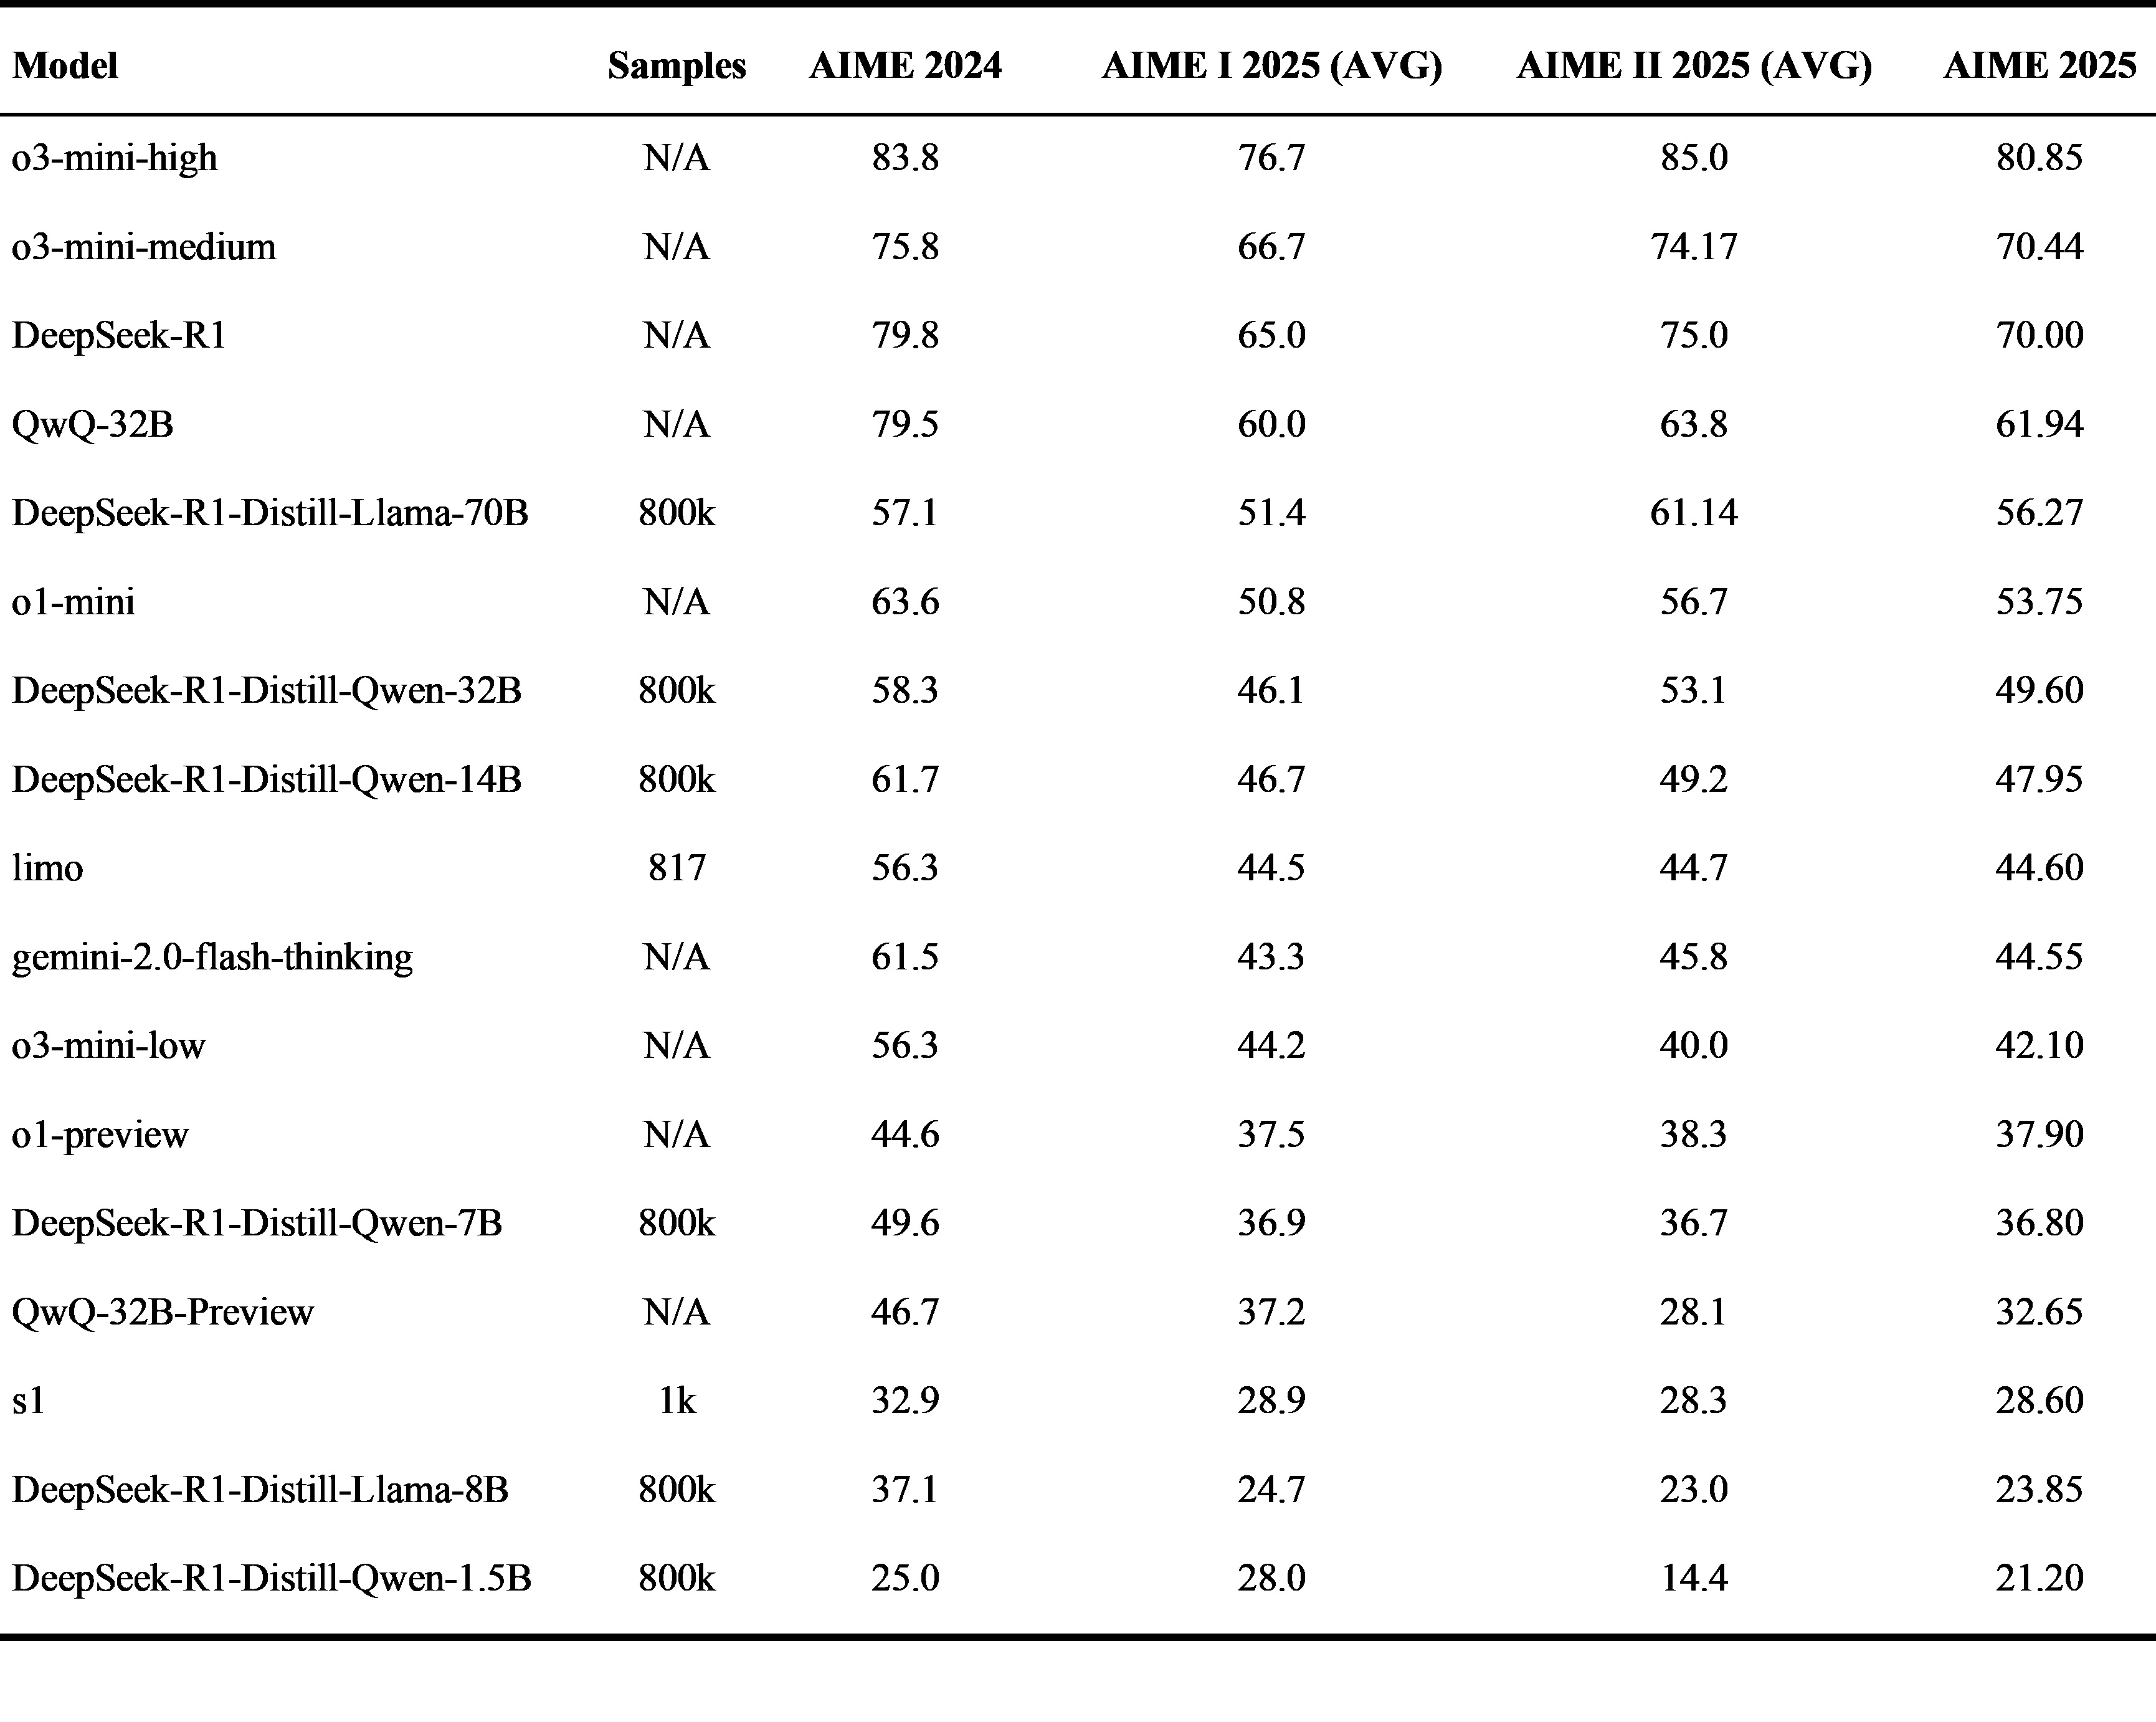 Model Samples AIME 2024 AIME I 2025 (AVG) AIME II 2025 (AVG) AIME 2025
o3-mini-high N/A 83.8 76.7 85.0 80.85
o3-mini-medium N/A 75.8 66.7 74.17 70.44
DeepSeek-R1 N/A 79.8 65.0 75.0 70.00
QwQ-32B N/A 79.5 60.0 63.8 61.94
DeepSeek-R1-Distill-Llama-70B 800k 57.1 51.4 61.14 56.27
o1-mini N/A 63.6 50.8 56.7 53.75
DeepSeek-R1-Distill-Qwen-32B 800k 58.3 46.1 53.1 49.60
DeepSeek-R1-Distill-Qwen-14B 800k 61.7 46.7 49.2 47.95
limo 817 56.3 44.5 44.7 44.60
gemini-2.0-flash-thinking N/A 61.5 43.3 45.8 44.55
o3-mini-low N/A 56.3 44.2 40.0 42.10
o1-preview N/A 44.6 37.5 38.3 37.90
DeepSeek-R1-Distill-Qwen-7B 800k 49.6 36.9 36.7 36.80
QwQ-32B-Preview N/A 46.7 37.2 28.1 32.65
s1 1k 32.9 28.9 28.3 28.60
DeepSeek-R1-Distill-Llama-8B 800k 37.1 24.7 23.0 23.85
DeepSeek-R1-Distill-Qwen-1.5B 800k 25.0 28.0 14.4 21.20